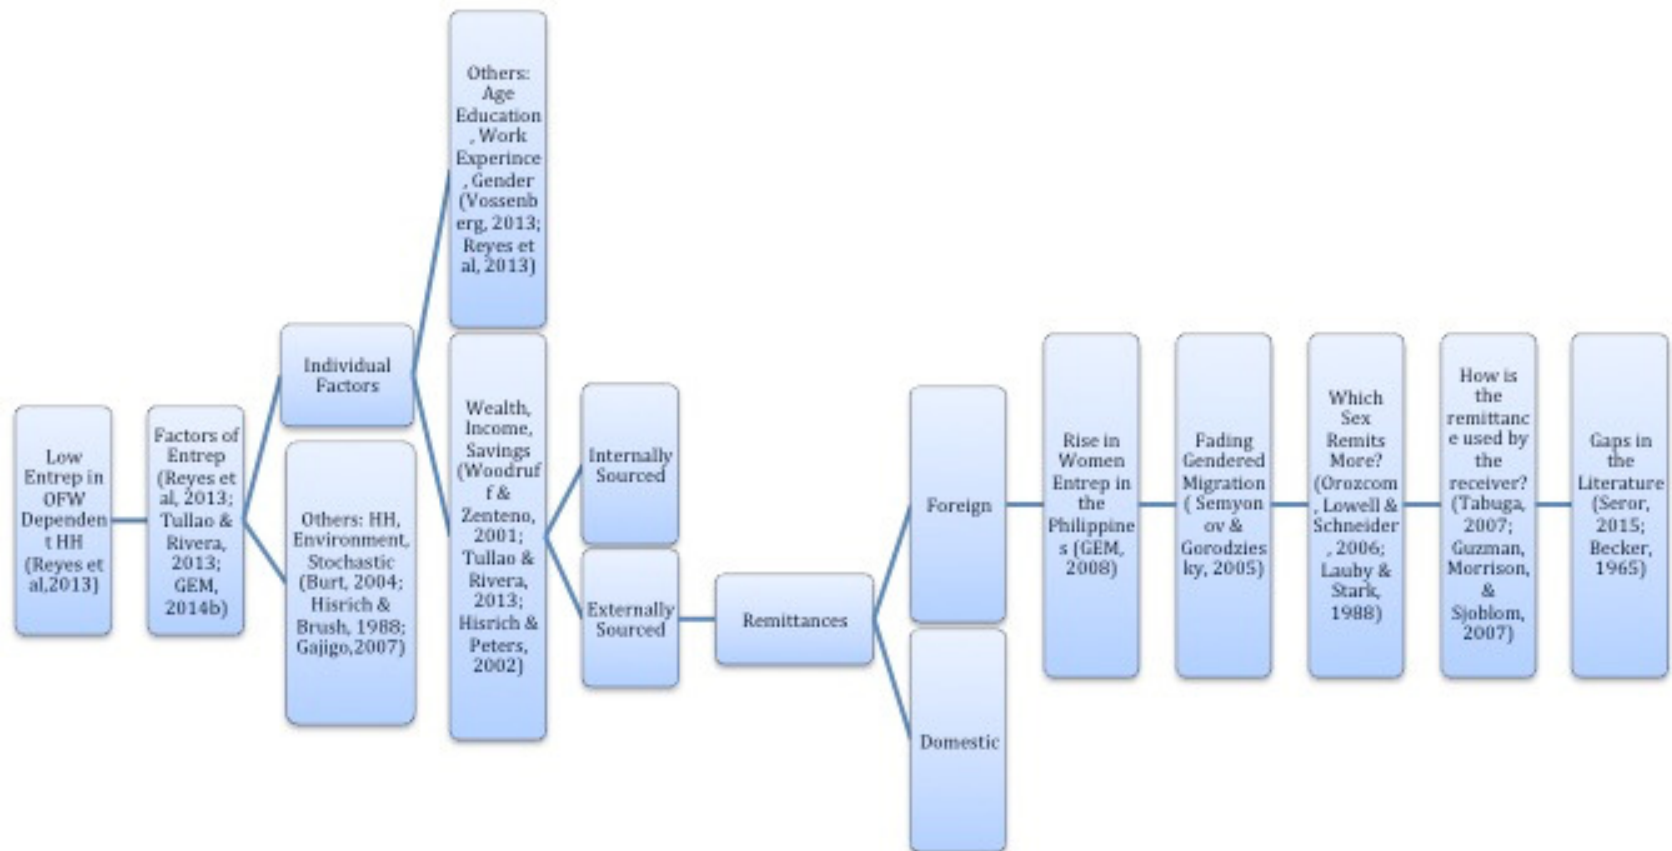 Low
Entrep in
OFW
Dependen
t HH
(Reyes et
al,2013)
Factors of
Entrep
(Reyes et
al, 2013;
Tullao &
Rivera,
2013;
GEM,
2014b)
Individual
Factors
Others: HH,
Environment,
Stochastic
(Burt, 2004;
Hisrich &
Brush, 1988;
Gajigo,2007)
Others:
Age
Education
, Work
Experince
, Gender
(Vossenb
erg, 2013;
Reyes et
al, 2013)
Wealth,
Income,
Savings
(Woodruf
f &
Zenteno,
2001;
Tullao &
Rivera,
2013;
Hisrich &
Peters,
2002)
Internally
Sourced
Externally
Sourced
Remittances
Foreign
Domestic
Rise in
Women
Entrep in
the
Philippine
s (GEM,
2008)
Fading
Gendered
Migration
( Semyon
ov &
Gorodzies
ky, 2005)
Which
Sex
Remits
More?
(Orozcom
, Lowell &
Schneider
, 2006;
Lauby &
Stark,
1988)
How is
the
remittanc
e used by
the
receiver?
(Tabuga,
2007;
Guzman,
Morrison,
&
Sjoblom,
2007)
Gaps in
the
Literature
(Seror,
2015;
Becker,
1965)